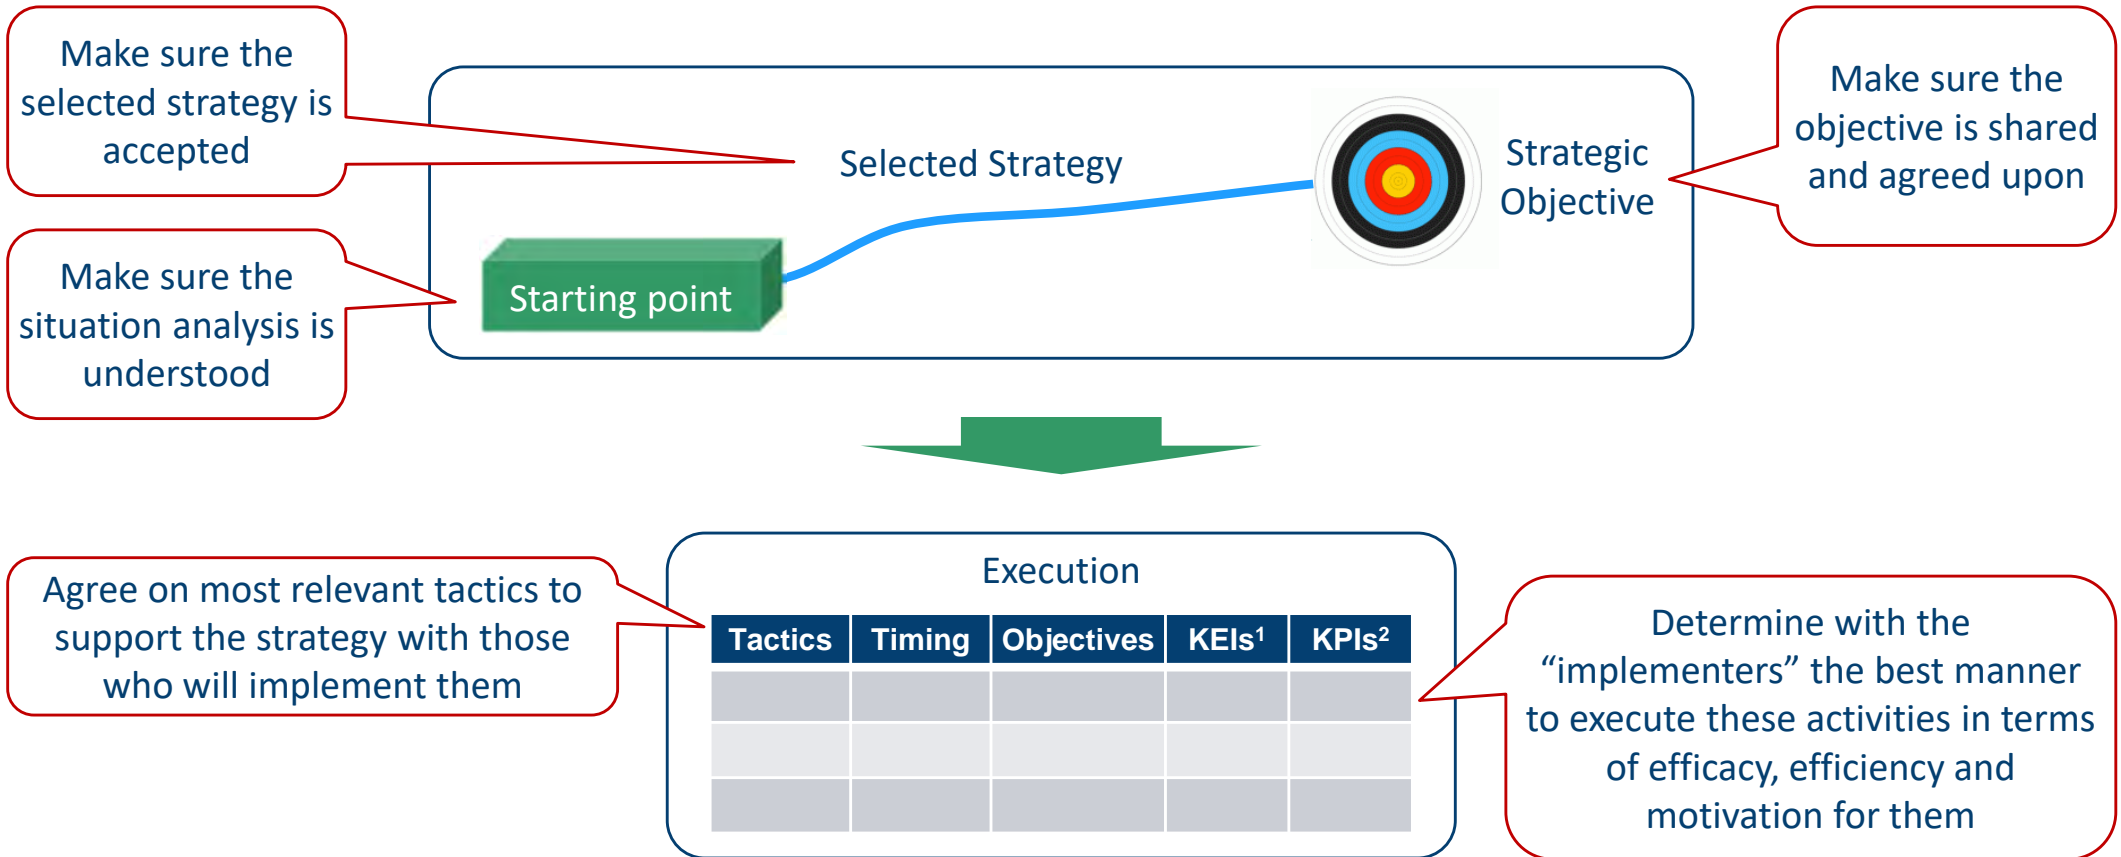 Make sure the
selected strategy is
accepted
Selected Strategy
Strategic
Objective
Make sure the
objective is shared
and agreed upon
Make sure the
situation analysis is
understood
Starting point
Execution
Agree on most relevant tactics to
support the strategy with those
who will implement them
Tactics Timing Objectives KEIs¹ KPIs²
Determine with the
“implementers” the best manner
to execute these activities in terms
of efficacy, efficiency and
motivation for them